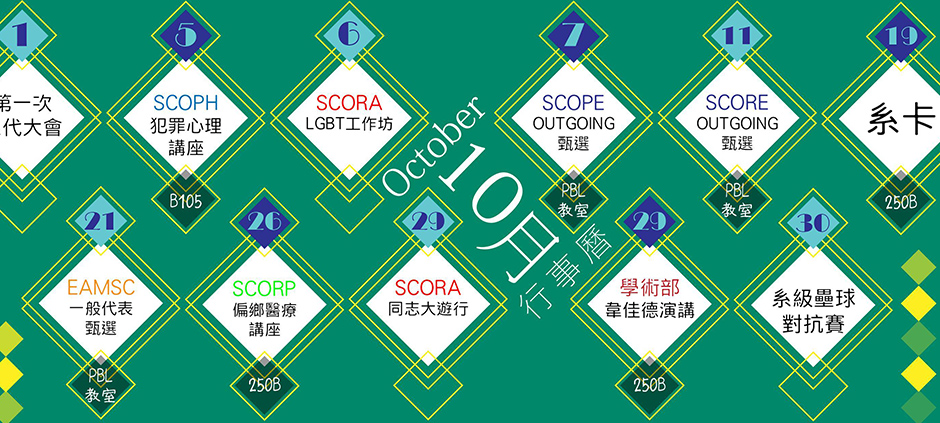 1
第一次
代大會
5
SCOPH
犯罪心理
講座
B105
6
SCORA
LGBT工作坊
October
10月
行事曆
7
SCOPE
OUTGOING
甄選
PBL
教室
11
SCORE
OUTGOING
甄選
PBL
教室
19
系卡
250B
21
EAMSC
一般代表
甄選
PBL
教室
26
SCORP
偏鄉醫療
講座
250B
29
SCORA
同志大遊行
29
學術部
韋佳德演講
250B
30
系級壘球
對抗賽